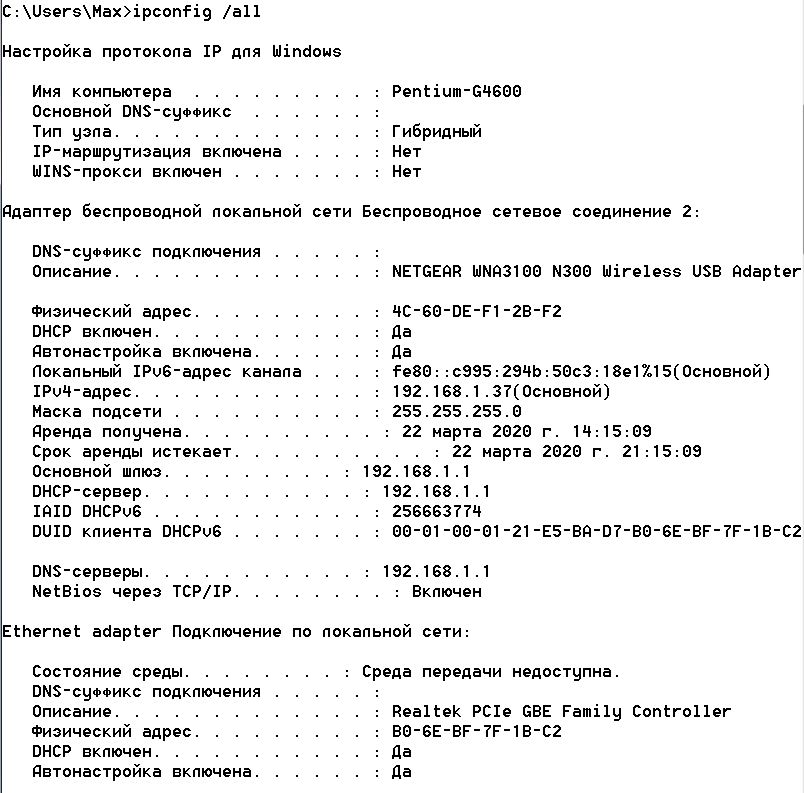 C:\Users\Max>ipconfig /all
Настройка протокола IP для Windows
Имя компьютера . . . . . . . . . : Pentium-G4600
Основной DNS-суффикс . . . . . . :
Тип узла. . . . . . . . . . . . . : Гибридный
IP-маршрутизация включена . . . . : Нет
WINS-прокси включен . . . . . . . : Нет
Адаптер беспроводной локальной сети Беспроводное сетевое соединение 2:
DNS-суффикс подключения . . . . . :
Описание. . . . . . . . . . . . . : NETGEAR WNA3100 N300 Wireless USB Adapter
Физический адрес. . . . . . . . . : 4C-60-DE-F1-2B-F2
DHCP включен. . . . . . . . . . . : Да
Автонастройка включена. . . . . . : Да
Локальный IPv6-адрес канала . . . : fe80::c995:294b:50c3:18e1%15(Основной)
IPv4-адрес. . . . . . . . . . . . : 192.168.1.37(Основной)
Маска подсети . . . . . . . . . . : 255.255.255.0
Аренда получена. . . . . . . . . . : 22 марта 2020 г. 14:15:09
Срок аренды истекает. . . . . . . . . . : 22 марта 2020 г. 21:15:09
Основной шлюз. . . . . . . . . : 192.168.1.1
DHCP-сервер. . . . . . . . . . . : 192.168.1.1
IAID DHCPv6 . . . . . . . . . . . : 256663774
DUID клиента DHCPv6 . . . . . . . : 00-01-00-01-21-E5-BA-D7-B0-6E-BF-7F-1B-C2
DNS-серверы. . . . . . . . . . . : 192.168.1.1
NetBios через TCP/IP. . . . . . . . : Включен
Ethernet adapter Подключение по локальной сети:
Состояние среды. . . . . . . . : Среда передачи недоступна.
DNS-суффикс подключения . . . . . :
Описание. . . . . . . . . . . . . : Realtek PCIe GBE Family Controller
Физический адрес. . . . . . . . . : B0-6E-BF-7F-1B-C2
DHCP включен. . . . . . . . . . . : Да
Автонастройка включена. . . . . . : Да